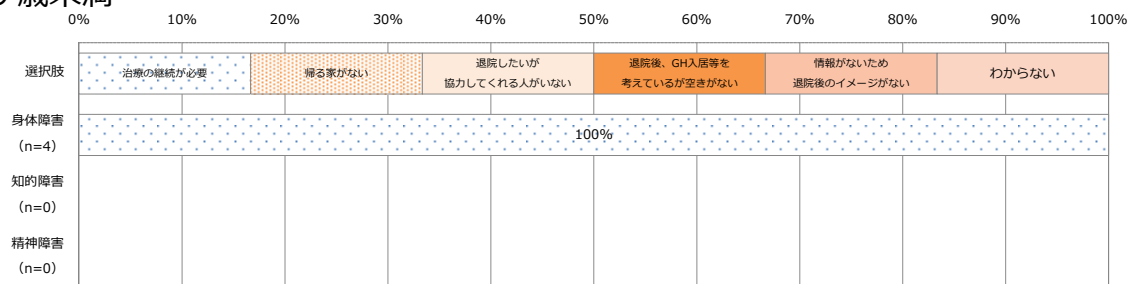 歳未満
0% 10% 20% 30% 40% 50% 60% 70% 80% 90% 100%
選択肢
治療の継続が必要
帰る家がない
退院したいが
協力してくれる人がいない
退院後、GH入居等を
考えているが空きがない
情報がないため
退院後のイメージがない
わからない
身体障害
（n=4）
100%
知的障害
（n=0）
精神障害
（n=0）